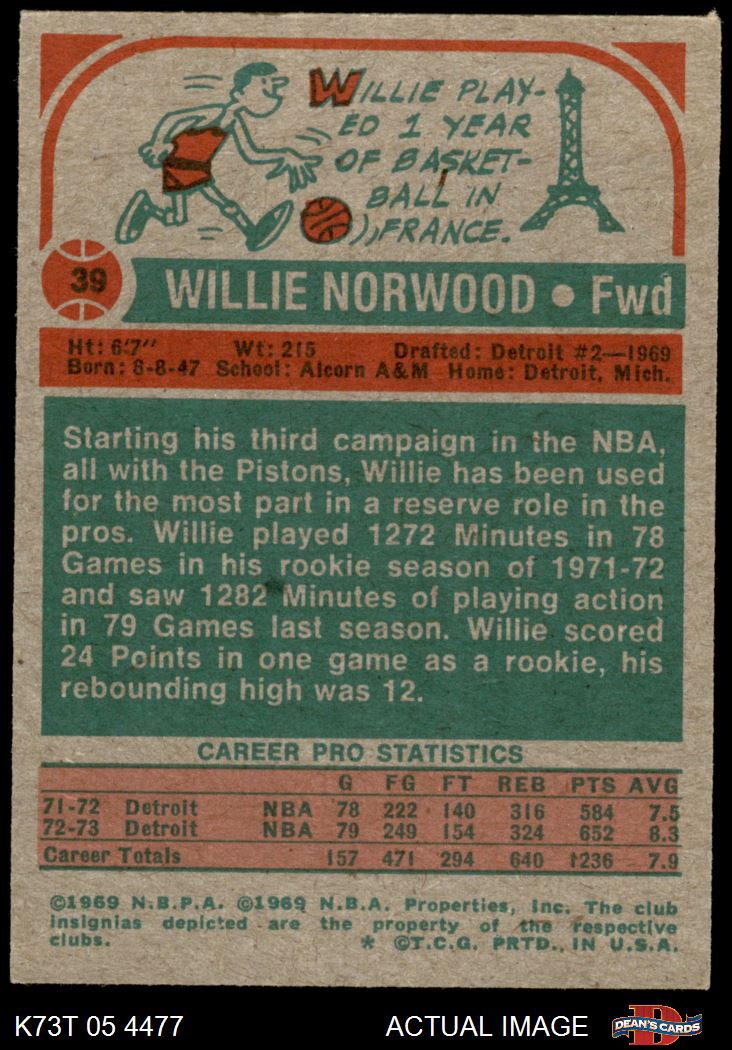 WILLIE PLAY-
ED 1 YEAR
OF BASKET-
BALL IN
FRANCE.
39
WILLIE NORWOOD • Fwd
Ht: 6'7" Wt: 215 Drafted: Detroit #2—1969
Born: 8-8-47 School: Alcorn A&M Home: Detroit, Mich.
Starting his third campaign in the NBA,
all with the Pistons, Willie has been used
for the most part in a reserve role in the
pros. Willie played 1272 Minutes in 78
Games in his rookie season of 1971-72
and saw 1282 Minutes of playing action
in 79 Games last season. Willie scored
24 Points in one game as a rookie, his
rebounding high was 12.
CAREER PRO STATISTICS
G FG FT REB PTS AVG
71-72 Detroit NBA 78 222 140 316 584 7.5
72-73 Detroit NBA 79 249 154 324 652 8.3
Career Totals 157 471 294 640 1236 7.9
©1969 N.B.P.A. ©1969 N.B.A. Properties, Inc. The club
insignias depicted are the property of the respective
clubs. * ©T.C.G. PRTD., IN U.S.A.
K73T 05 4477 ACTUAL IMAGE DEAN'S CARDS